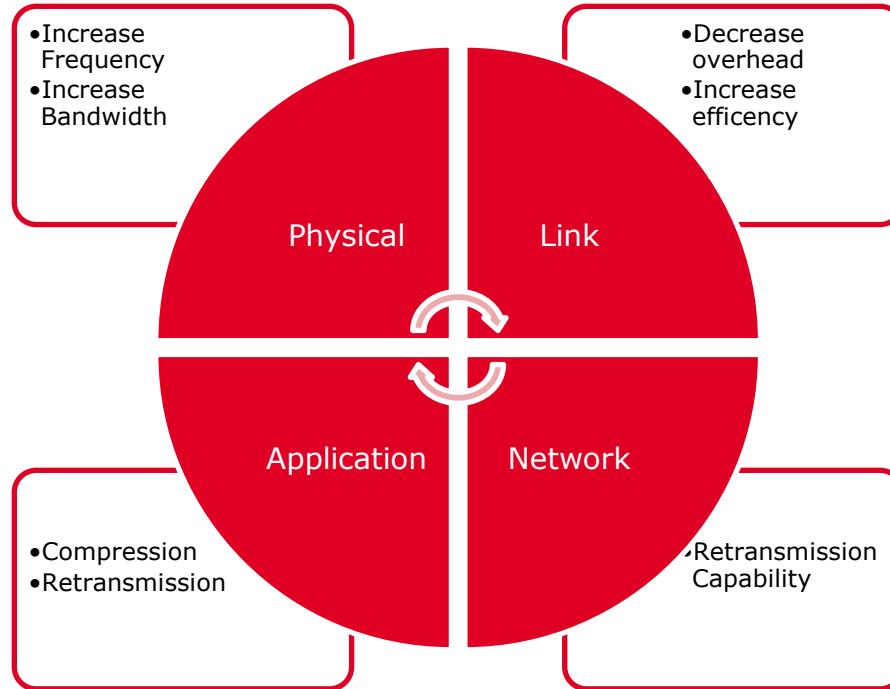 •Increase
Frequency
•Increase
Bandwidth
•Decrease
overhead
•Increase
efficency
Physical
Link
Application
Network
•Compression
•Retransmission
•Retransmission
Capability